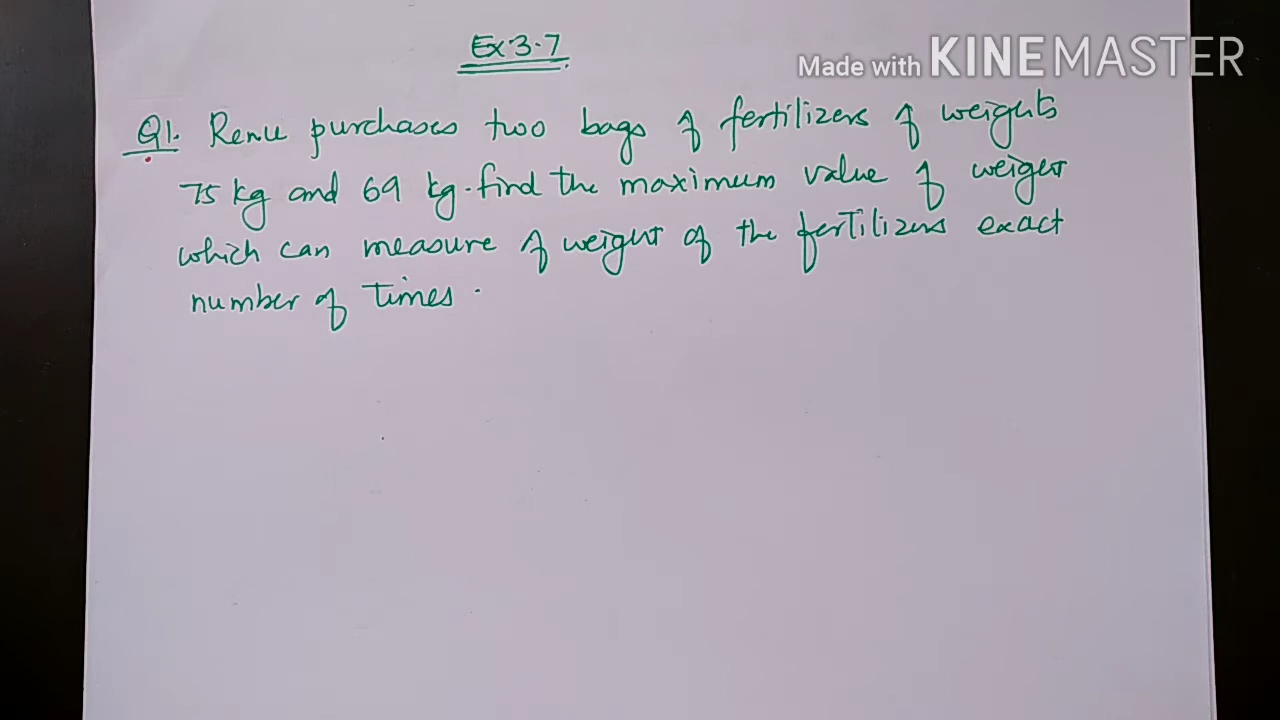 Ex 3.7
Made with KINEMASTER
Q1. Renu purchases two bags of fertilizers of weights
75 kg and 69 kg. find the maximum value of weight
which can measure of weight of the fertilizers exact
number of times.